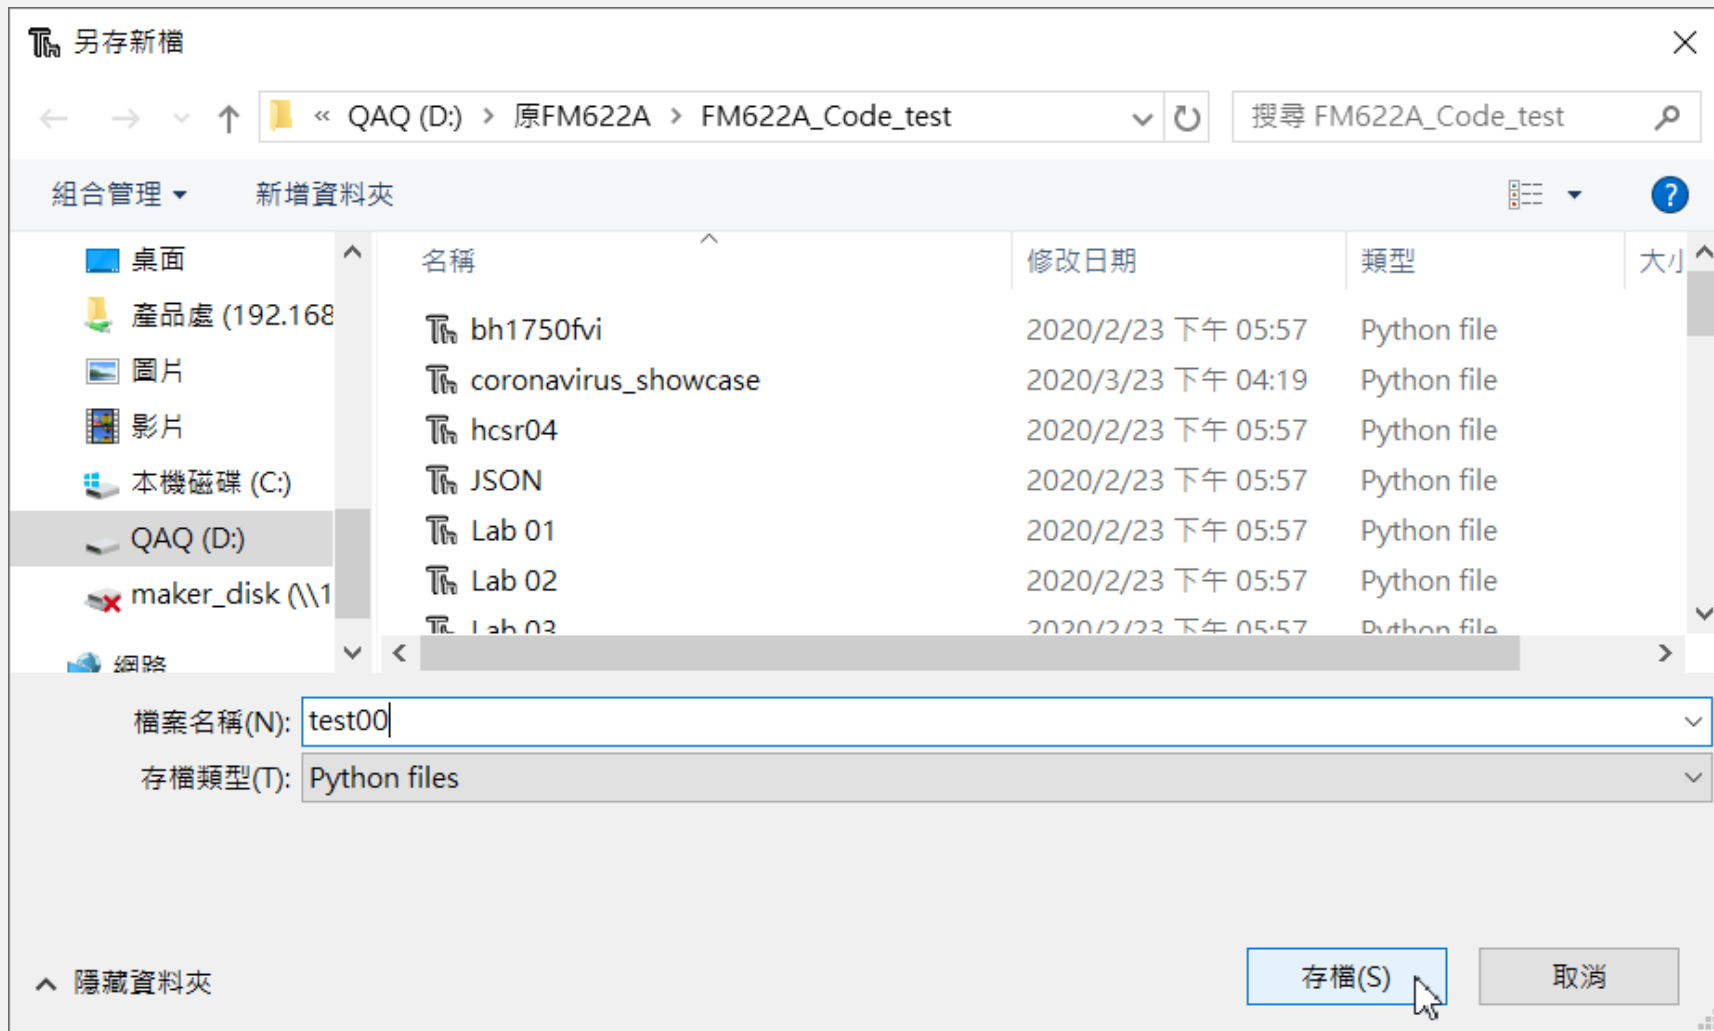 另存新檔
« QAQ (D:) > 原FM622A > FM622A_Code_test
搜尋 FM622A_Code_test
組合管理
新增資料夾
桌面
產品處 (192.168
圖片
影片
本機磁碟 (C:)
QAQ (D:)
maker_disk (\\1
網路
名稱 修改日期 類型 大小
bh1750fvi 2020/2/23 下午 05:57 Python file
coronavirus_showcase 2020/3/23 下午 04:19 Python file
hcsr04 2020/2/23 下午 05:57 Python file
JSON 2020/2/23 下午 05:57 Python file
Lab 01 2020/2/23 下午 05:57 Python file
Lab 02 2020/2/23 下午 05:57 Python file
Lab 03 2020/2/23 下午 05:57 Python file
檔案名稱(N): test00
存檔類型(T): Python files
隱藏資料夾
存檔(S)
取消